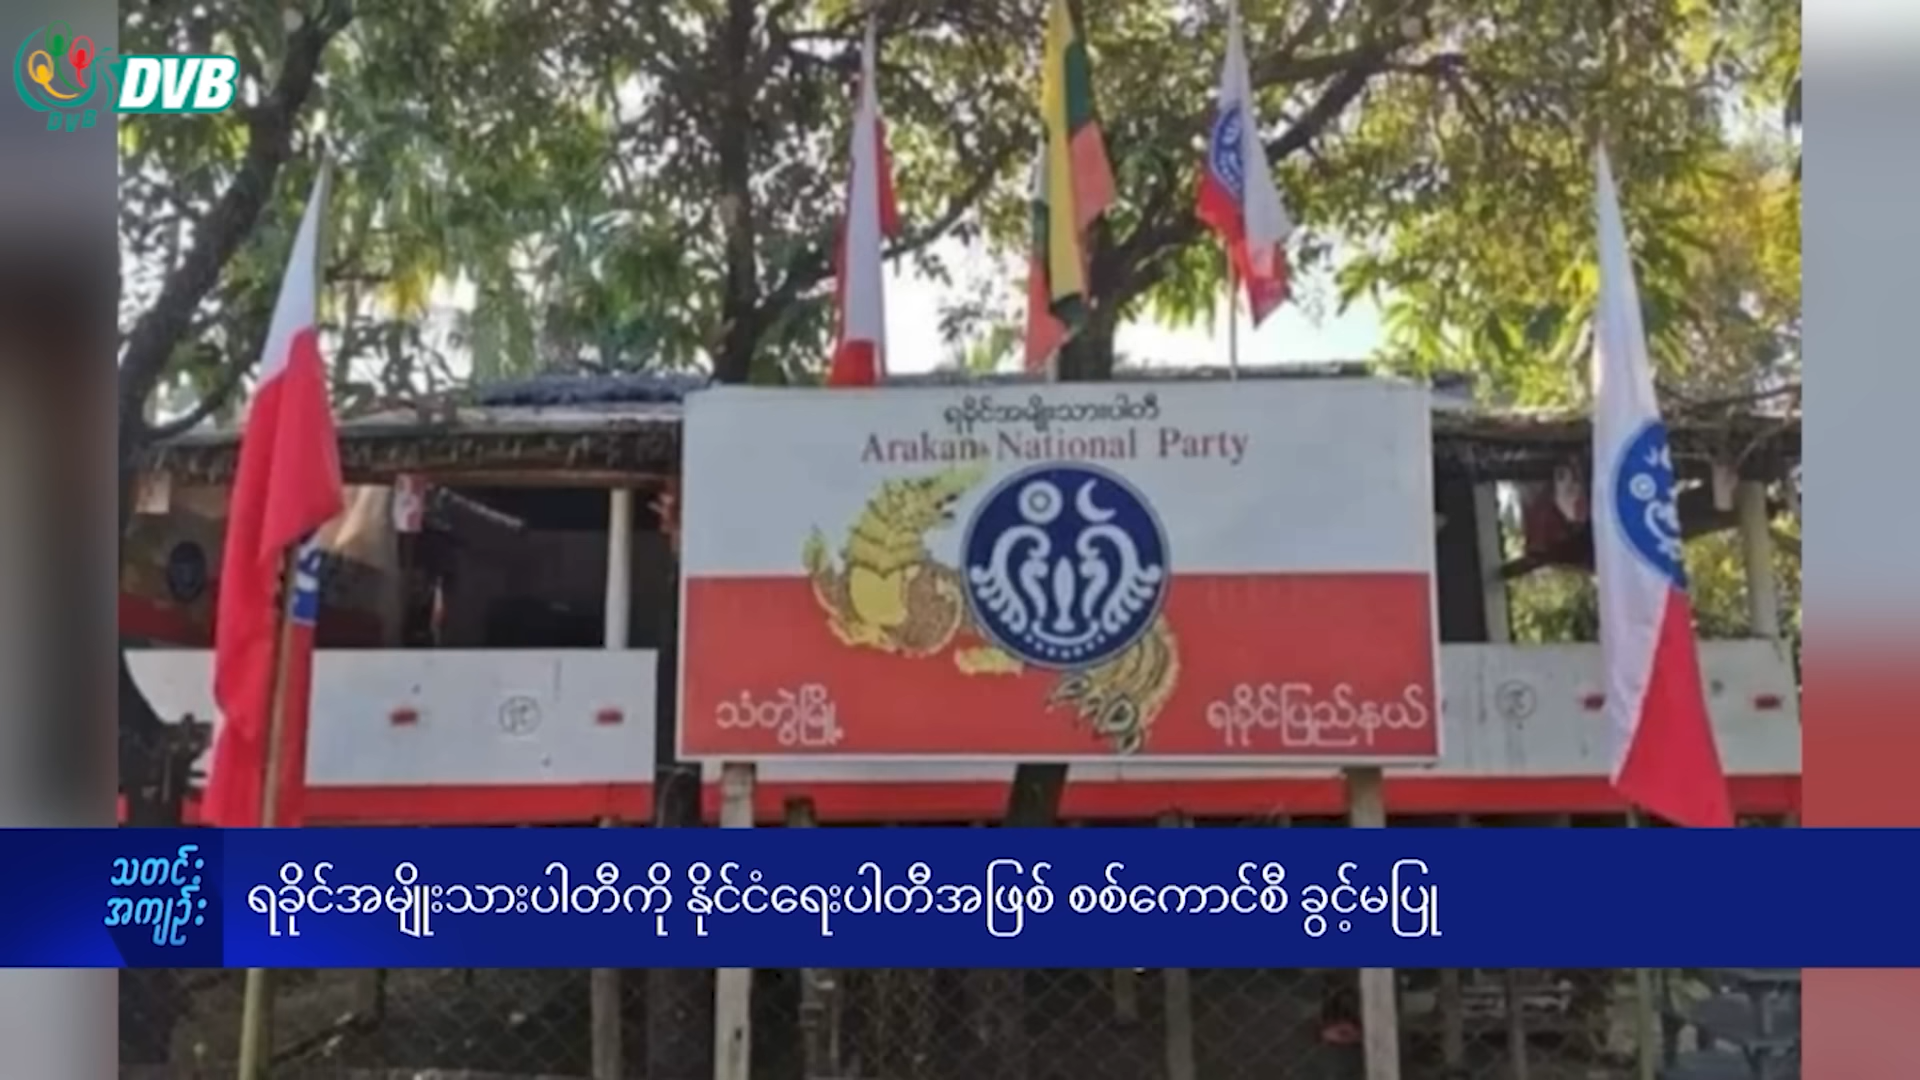 DVB
DVB
ရခိုင်အမျိုးသားပါတီ
Arakan National Party
သံတွဲမြို့
ရခိုင်ပြည်နယ်
သတင်း
အကျဉ်း
ရခိုင်အမျိုးသားပါတီကို နိုင်ငံရေးပါတီအဖြစ် စစ်ကောင်စီ ခွင့်မပြု